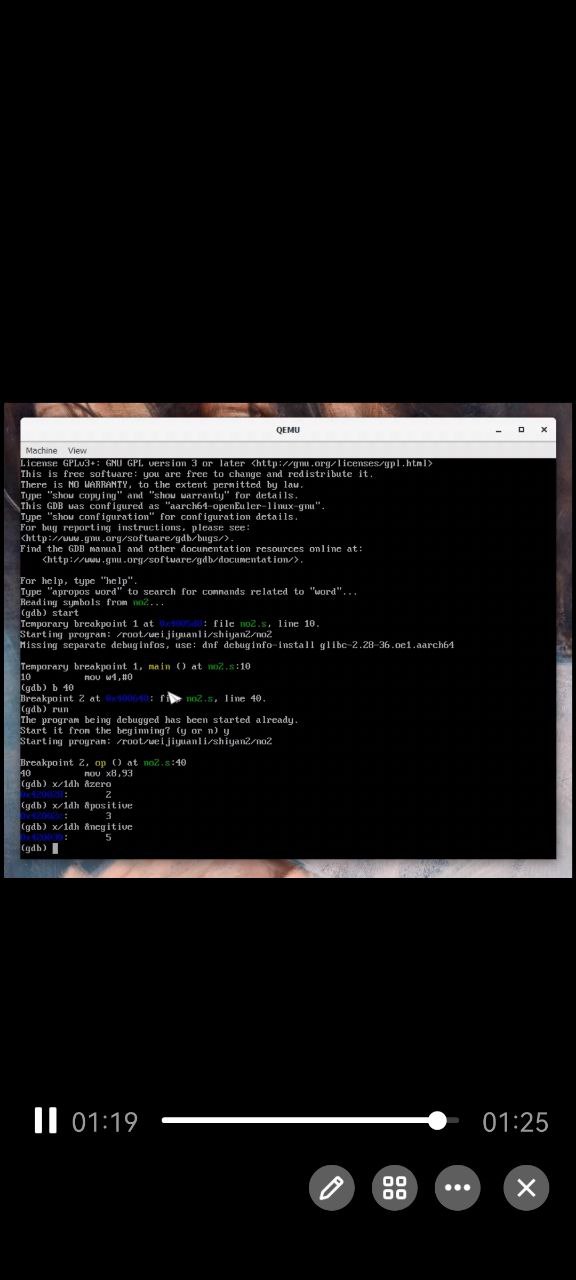 QEMU
Machine View
License GPLv3+: GNU GPL version 3 or later <http://gnu.org/licenses/gpl.html>
This is free software: you are free to change and redistribute it.
There is NO WARRANTY, to the extent permitted by law.
Type "show copying" and "show warranty" for details.
This GDB was configured as "aarch64-openEuler-linux-gnu".
Type "show configuration" for configuration details.
For bug reporting instructions, please see:
<http://www.gnu.org/software/gdb/bugs/>.
Find the GDB manual and other documentation resources online at:
<http://www.gnu.org/software/gdb/documentation/>.
For help, type "help".
Type "apropos word" to search for commands related to "word"...
Reading symbols from no2...
(gdb) start
Temporary breakpoint 1 at : file no2.s, line 10.
Starting program: /root/weijiyuanli/shiyan2/no2
Missing separate debuginfos, use: dnf debuginfo-install glibc-2.28-36.oe1.aarch64
Temporary breakpoint 1, main () at no2.s:10
10 mov w4,#0
(gdb) b 40
Breakpoint 2 at : no2.s, line 40.
(gdb) run
The program being debugged has been started already.
Start it from the beginning? (y or n) y
Starting program: /root/weijiyuanli/shiyan2/no2
Breakpoint 2, op () at no2.s:40
40 mov x8,93
(gdb) x/1dh &zero
: 2
(gdb) x/1dh &positive
: 3
(gdb) x/1dh &negitive
: 5
(gdb)
01:19 01:25